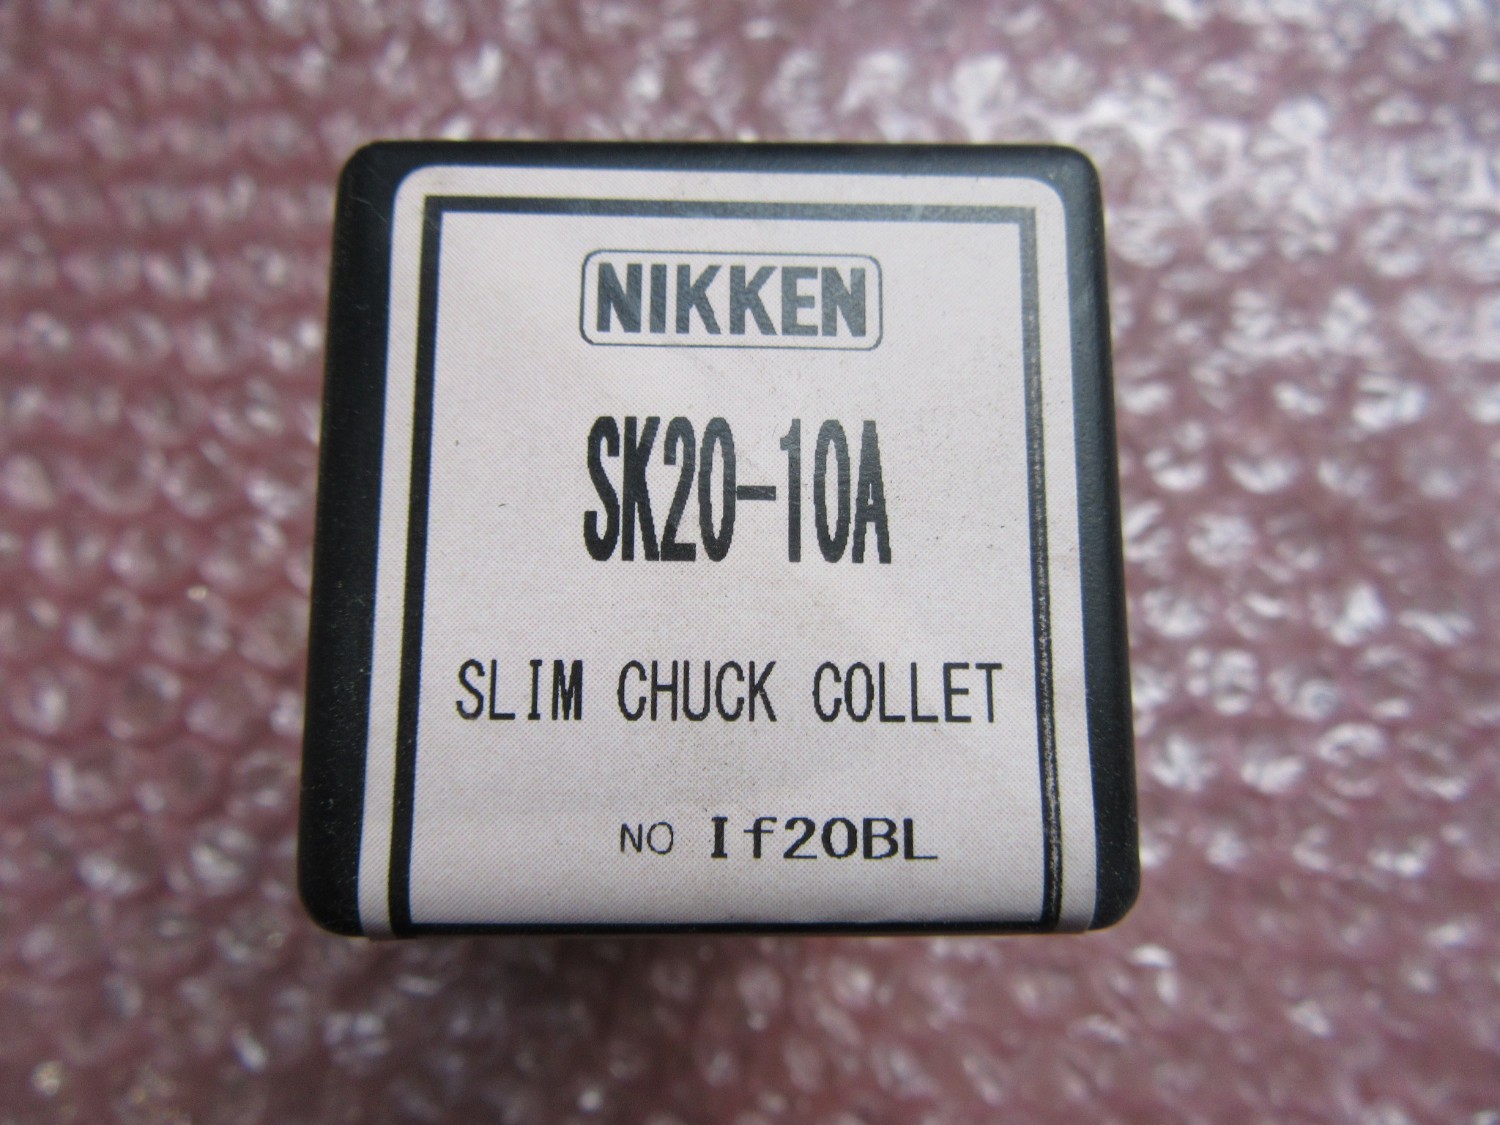 NIKKEN
SK20-10A
SLIM CHUCK COLLET
NO If20BL